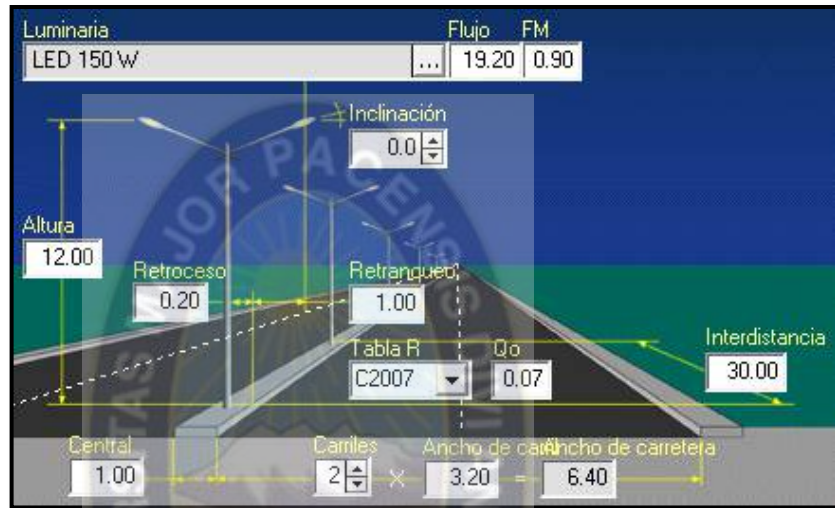 Luminaria Flujo FM
LED 150 W ... 19.20 0.90
Inclinación
0.0
Altura
12.00
Retroceso Retranqueo
0.20 1.00
Tabla R Qo Interdistancia
C2007 0.07 30.00
Central Carriles Ancho de carril Ancho de carretera
1.00 2 × 3.20 = 6.40